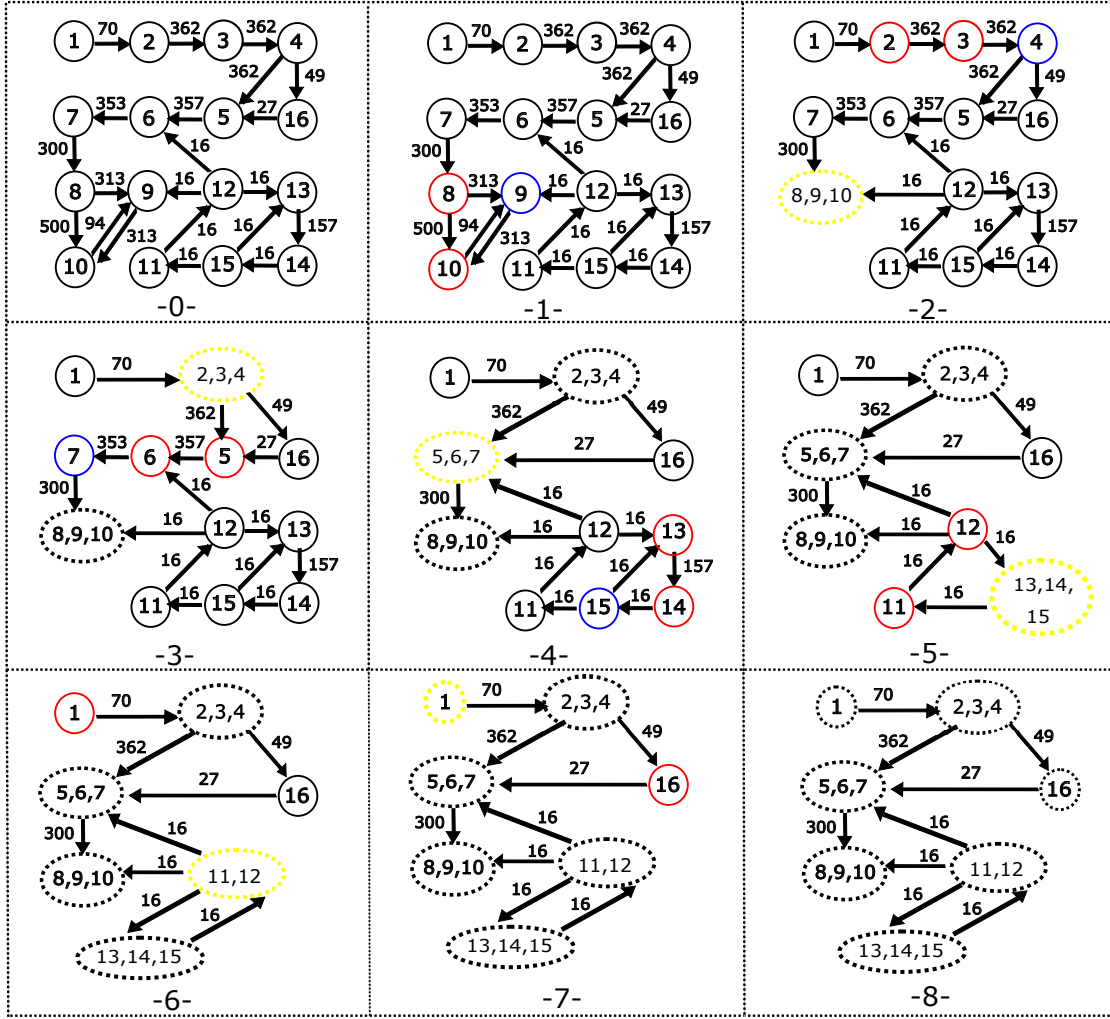 70 362 362
1 2 3 4
362 49
353 357 27
7 6 5 16
300 16
313 16 16
8 9 12 13
500 94 313 16 16 157
16 16
10 11 15 14
-0-
70 362 362
1 2 3 4
362 49
353 357 27
7 6 5 16
300 16
313 16 16
8 9 12 13
500 94 313 16 16 157
16 16
10 11 15 14
-1-
70 362 362
1 2 3 4
362 49
353 357 27
7 6 5 16
300 16
16 16
8,9,10 12 13
16 16 157
16 16
11 15 14
-2-
70
1 2,3,4
362 49
353 357 27
7 6 5 16
300 16
16 16
8,9,10 12 13
16 16 157
16 16
11 15 14
-3-
70
1 2,3,4
362 49
27
5,6,7 16
300 16
16 16
8,9,10 12 13
16 16 157
16 16
11 15 14
-4-
70
1 2,3,4
362 49
27
5,6,7 16
300 16
16 16
8,9,10 12
16
16 13,14,
11 15
-5-
70
1 2,3,4
362 49
27
5,6,7 16
300 16
16
8,9,10 11,12
16 16
13,14,15
-6-
70
1 2,3,4
362 49
27
5,6,7 16
300 16
16
8,9,10 11,12
16 16
13,14,15
-7-
70
1 2,3,4
362 49
27
5,6,7 16
300 16
16
8,9,10 11,12
16 16
13,14,15
-8-